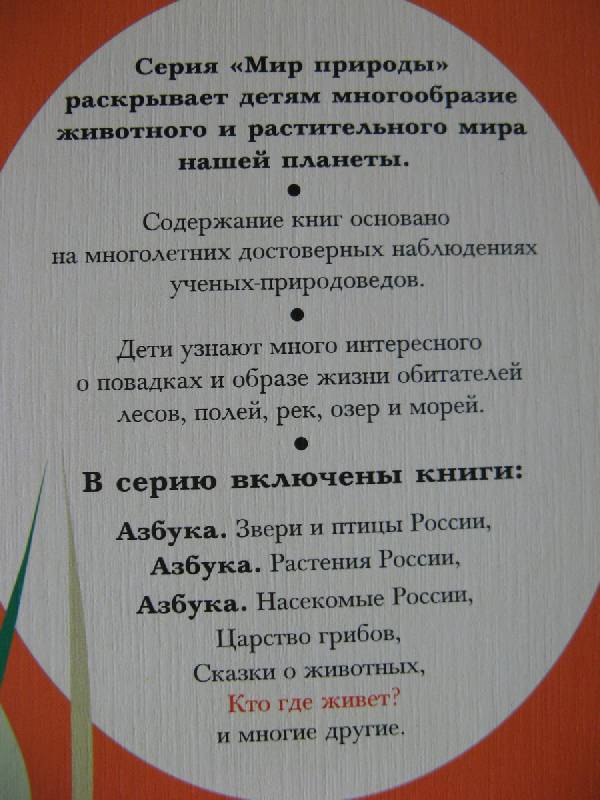 Серия «Мир природы»
раскрывает детям многообразие
животного и растительного мира
нашей планеты.
•
Содержание книг основано
на многолетних достоверных наблюдениях
ученых-природоведов.
•
Дети узнают много интересного
о повадках и образе жизни обитателей
лесов, полей, рек, озер и морей.
•
В серию включены книги:
Азбука. Звери и птицы России,
Азбука. Растения России,
Азбука. Насекомые России,
Царство грибов,
Сказки о животных,
Кто где живет?
и многие другие.